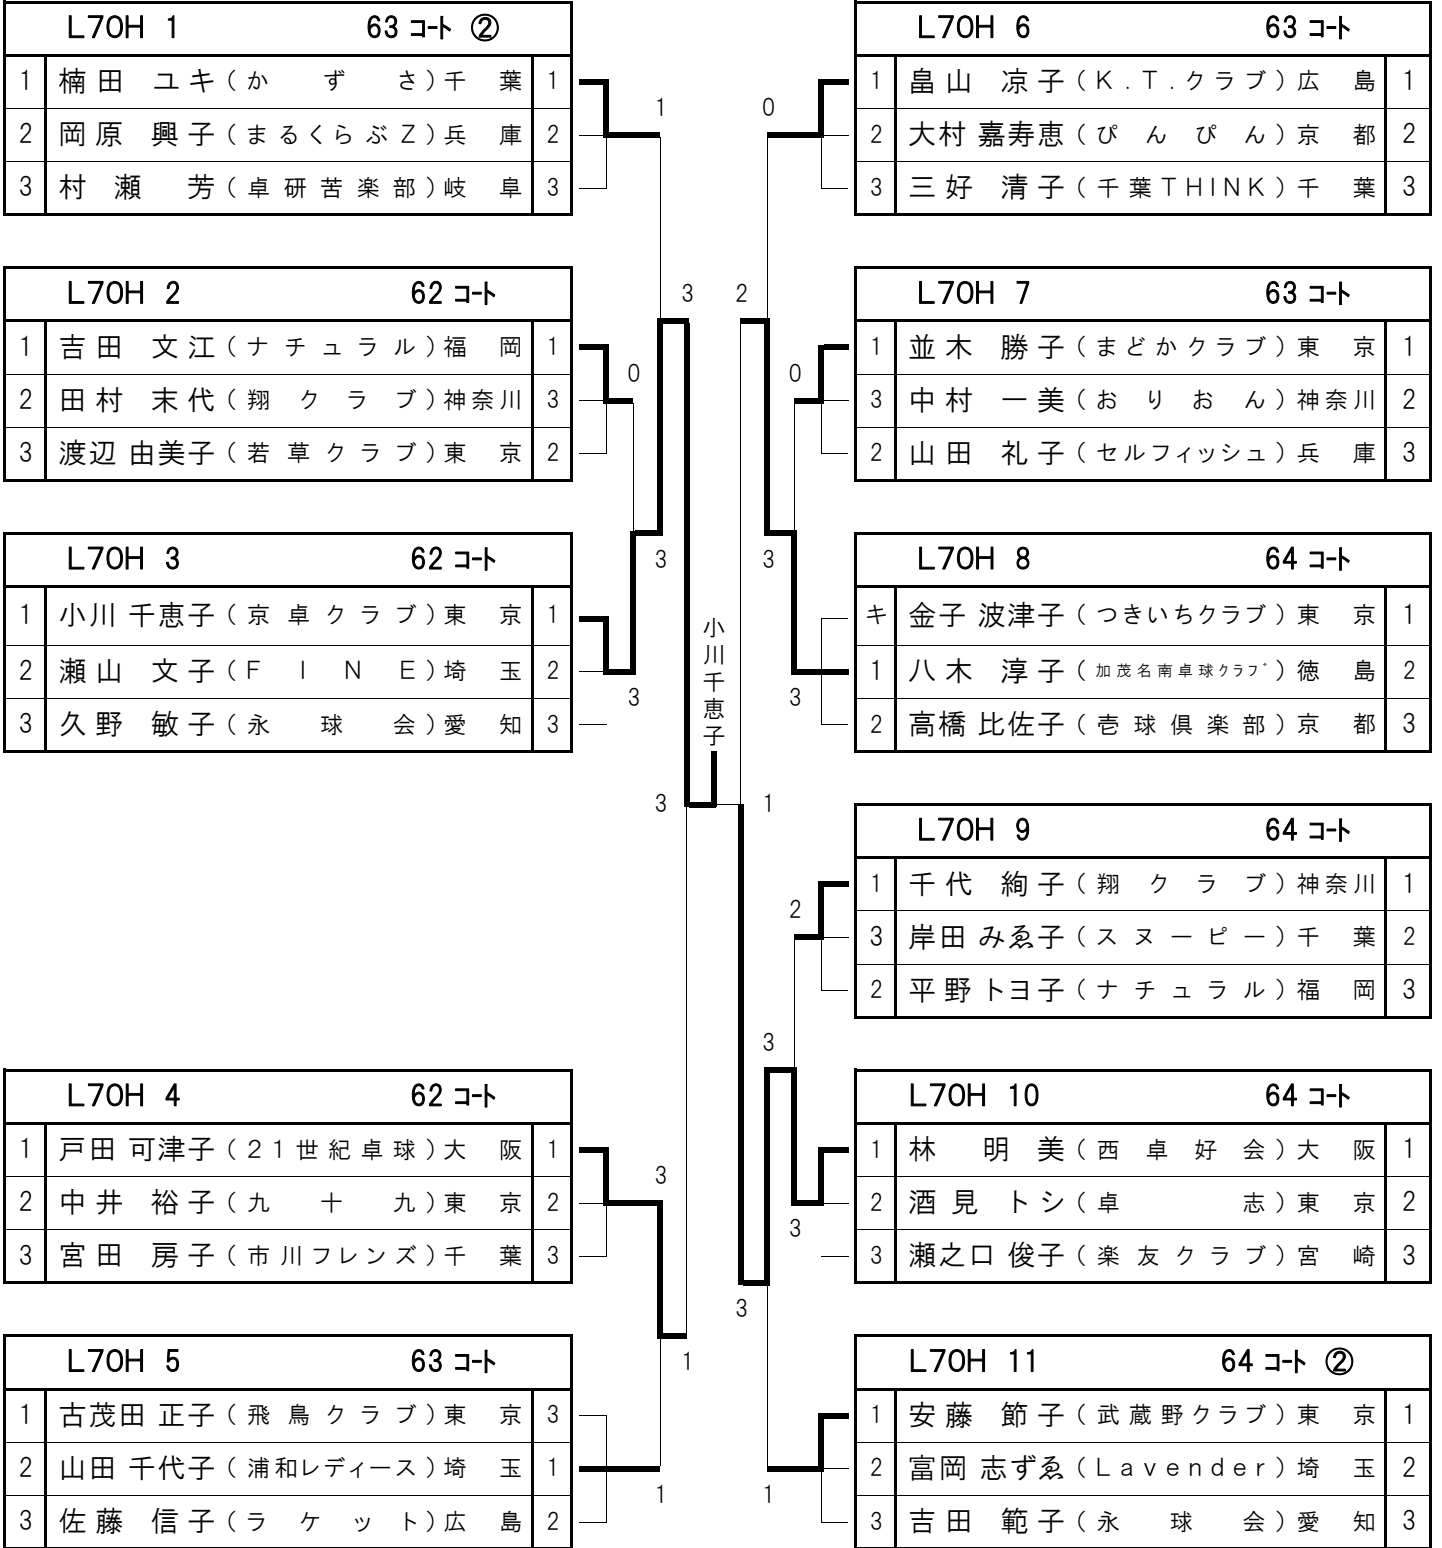 L70H 1 63 コート ②
1 楠田 ユキ (かずさ) 千葉 1
2 岡原 興子 (まるくらぶZ) 兵庫 2
3 村瀬 芳 (卓研苦楽部) 岐阜 3
L70H 2 62 コート
1 吉田 文江 (ナチュラル) 福岡 1
2 田村 末代 (翔クラブ) 神奈川 3
3 渡辺 由美子 (若草クラブ) 東京 2
L70H 3 62 コート
1 小川 千恵子 (京卓クラブ) 東京 1
2 瀬山 文子 (FINE) 埼玉 2
3 久野 敏子 (永球会) 愛知 3
L70H 4 62 コート
1 戸田 可津子 (21世紀卓球) 大阪 1
2 中井 裕子 (九十九) 東京 2
3 宮田 房子 (市川フレンズ) 千葉 3
L70H 5 63 コート
1 古茂田 正子 (飛鳥クラブ) 東京 3
2 山田 千代子 (浦和レディース) 埼玉 1
3 佐藤 信子 (ラケット) 広島 2
1
3
0
3
3
3
3
1
1
小川千恵子
0
2
0
3
3
1
2
3
3
3
1
L70H 6 63 コート
1 畠山 凉子 (K.T.クラブ) 広島 1
2 大村 嘉寿恵 (ぴんぴん) 京都 2
3 三好 清子 (千葉THINK) 千葉 3
L70H 7 63 コート
1 並木 勝子 (まどかクラブ) 東京 1
3 中村 一美 (おりおん) 神奈川 2
2 山田 礼子 (セルフィッシュ) 兵庫 3
L70H 8 64 コート
キ 金子 波津子 (つきいちクラブ) 東京 1
1 八木 淳子 (加茂名南卓球クラブ) 徳島 2
2 高橋 比佐子 (壱球倶楽部) 京都 3
L70H 9 64 コート
1 千代 絢子 (翔クラブ) 神奈川 1
3 岸田 みゑ子 (スヌーピー) 千葉 2
2 平野 トヨ子 (ナチュラル) 福岡 3
L70H 10 64 コート
1 林 明美 (西卓好会) 大阪 1
2 酒見 トシ (卓志) 東京 2
3 瀬之口 俊子 (楽友クラブ) 宮崎 3
L70H 11 64 コート ②
1 安藤 節子 (武蔵野クラブ) 東京 1
2 富岡 志ずゑ (Lavender) 埼玉 2
3 吉田 範子 (永球会) 愛知 3